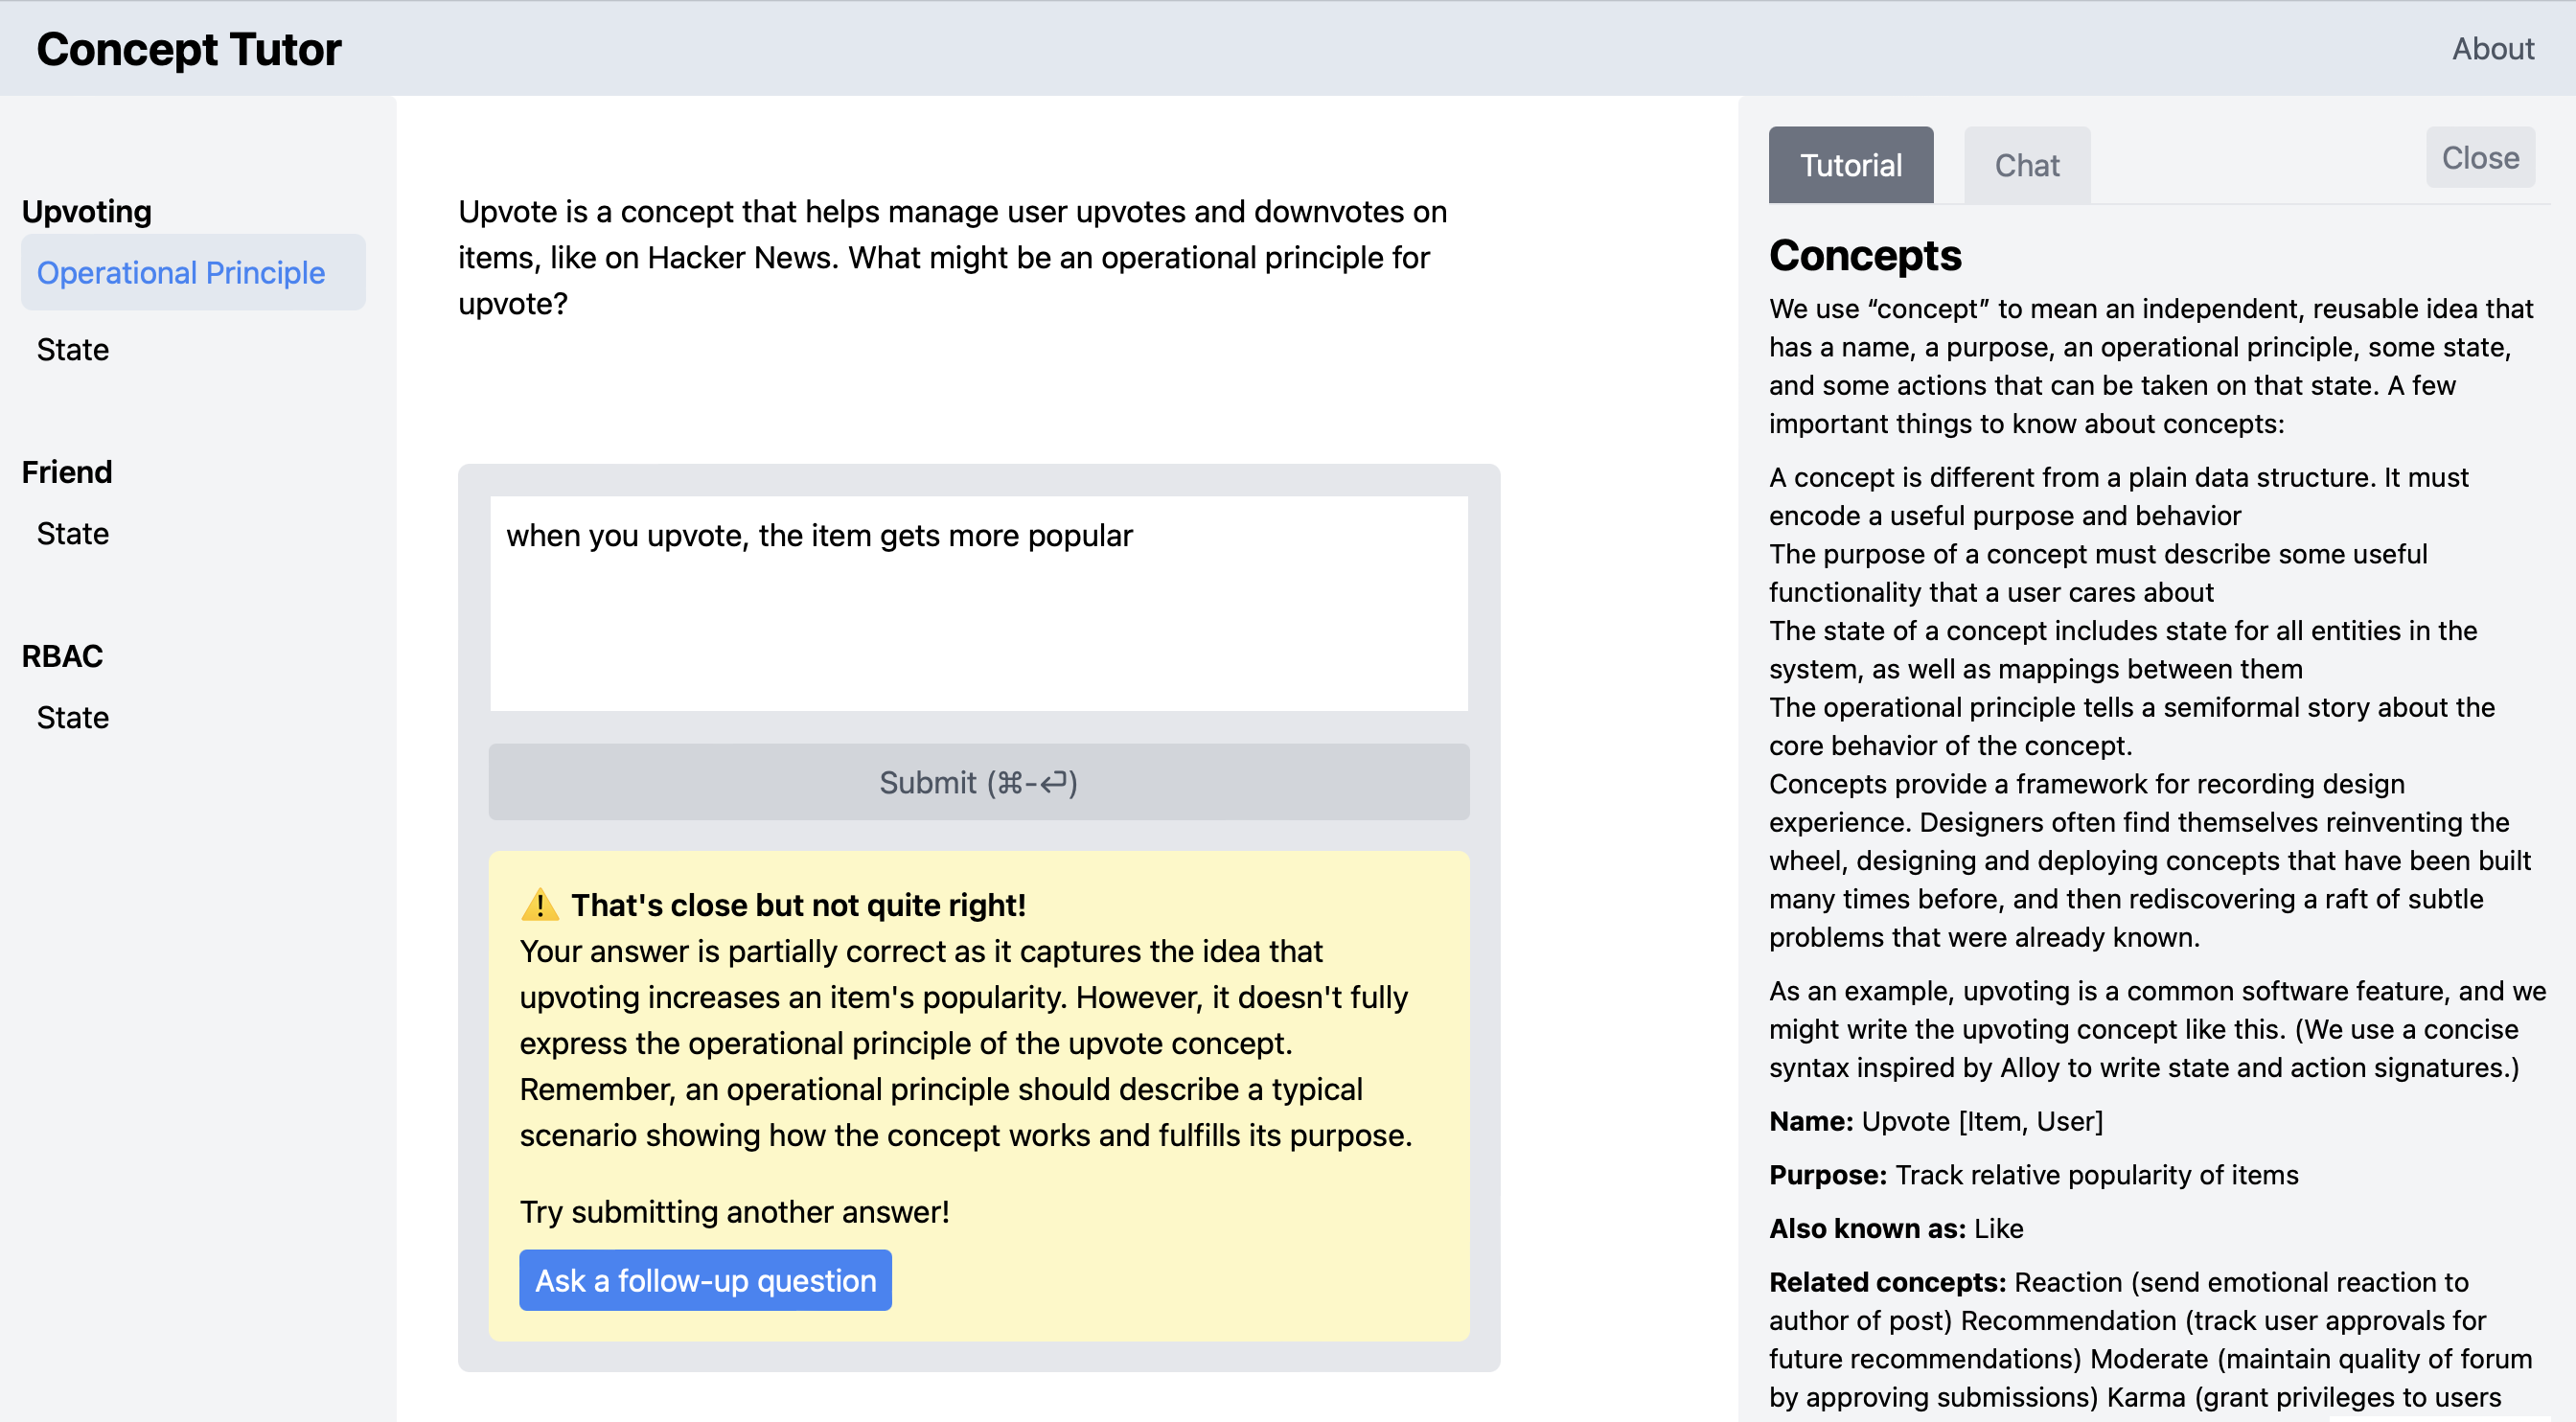 Concept Tutor
About
Upvoting
Operational Principle
State
Friend
State
RBAC
State
Upvote is a concept that helps manage user upvotes and downvotes on
items, like on Hacker News. What might be an operational principle for
upvote?
when you upvote, the item gets more popular
Submit (⌘-⏎)
⚠️ That's close but not quite right!
Your answer is partially correct as it captures the idea that
upvoting increases an item's popularity. However, it doesn't fully
express the operational principle of the upvote concept.
Remember, an operational principle should describe a typical
scenario showing how the concept works and fulfills its purpose.
Try submitting another answer!
Ask a follow-up question
Tutorial
Chat
Close
Concepts
We use “concept” to mean an independent, reusable idea that
has a name, a purpose, an operational principle, some state,
and some actions that can be taken on that state. A few
important things to know about concepts:
A concept is different from a plain data structure. It must
encode a useful purpose and behavior
The purpose of a concept must describe some useful
functionality that a user cares about
The state of a concept includes state for all entities in the
system, as well as mappings between them
The operational principle tells a semiformal story about the
core behavior of the concept.
Concepts provide a framework for recording design
experience. Designers often find themselves reinventing the
wheel, designing and deploying concepts that have been built
many times before, and then rediscovering a raft of subtle
problems that were already known.
As an example, upvoting is a common software feature, and we
might write the upvoting concept like this. (We use a concise
syntax inspired by Alloy to write state and action signatures.)
Name: Upvote [Item, User]
Purpose: Track relative popularity of items
Also known as: Like
Related concepts: Reaction (send emotional reaction to
author of post) Recommendation (track user approvals for
future recommendations) Moderate (maintain quality of forum
by approving submissions) Karma (grant privileges to users